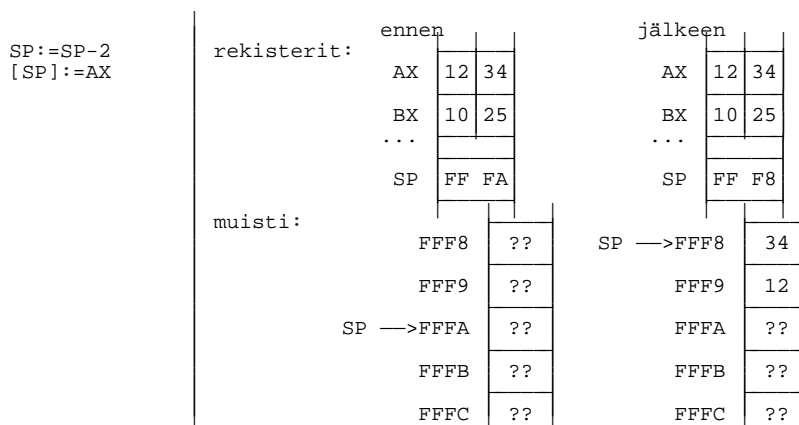 ennen jälkeen
SP:=SP-2 rekisterit:
[SP]:=AX AX 12 34 AX 12 34
BX 10 25 BX 10 25
... ...
SP FF FA SP FF F8
muisti:
FFF8 ?? SP —>FFF8 34
FFF9 ?? FFF9 12
SP —>FFFA ?? FFFA ??
FFFB ?? FFFB ??
FFFC ?? FFFC ??